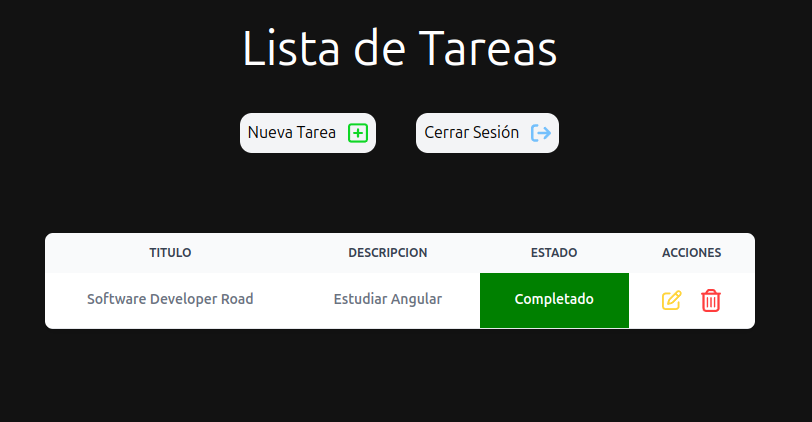 Lista de Tareas
Nueva Tarea
Cerrar Sesión
TITULO DESCRIPCION ESTADO ACCIONES
Software Developer Road Estudiar Angular Completado